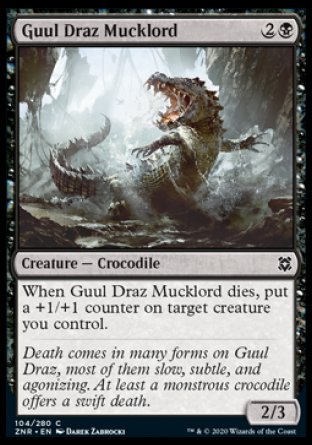 Guul Draz Mucklord 2
Creature — Crocodile
When Guul Draz Mucklord dies, put
a +1/+1 counter on target creature
you control.
Death comes in many forms on Guul
Draz, most of them slow, subtle, and
agonizing. At least a monstrous crocodile
offers a swift death.
2/3
104/280 C
ZNR • EN DAREK ZABROCKI
™ & © 2020 Wizards of the Coast